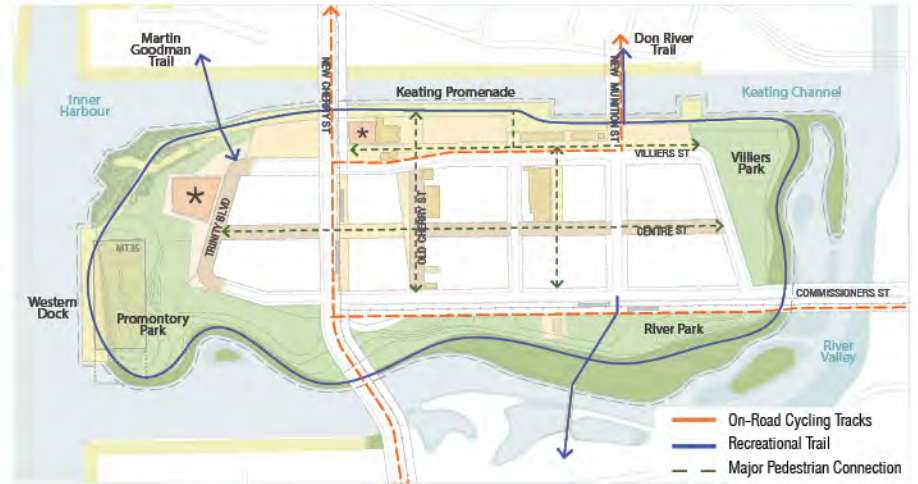 Martin
Goodman
Trail
Don River
Trail
Inner
Harbour
NEW CHERRY ST
Keating Promenade
NEW MUNITION ST
Keating Channel
*
VILLIERS ST
Villiers
Park
*
TRINITY BLVD
OLD CHERRY ST
CENTRE ST
MT35
Western
Dock
Promontory
Park
COMMISSIONERS ST
River Park
River
Valley
On-Road Cycling Tracks
Recreational Trail
Major Pedestrian Connection